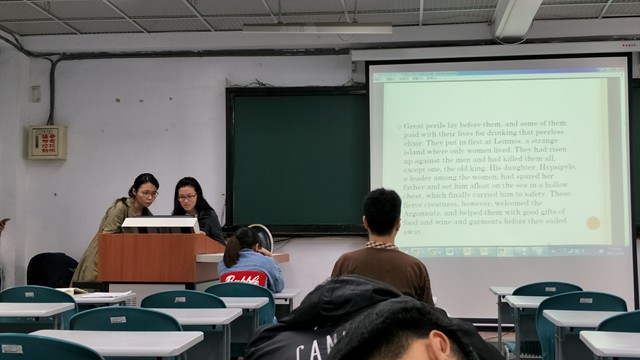 Great perils lay before them, and some of them
paid with their lives for drinking that peerless
elixir. They put in first at Lemnos, a strange
island where only women lived. They had risen
up against the men and had killed them all,
except one, the old king. His daughter, Hypsipyle,
a leader among the women, had spared her
father and set him afloat on the sea in a hollow
chest, which finally carried him to safety. These
fierce creatures, however, welcomed the
Argonauts, and helped them with good gifts of
food and wine and garments before they sailed
away.
CAN